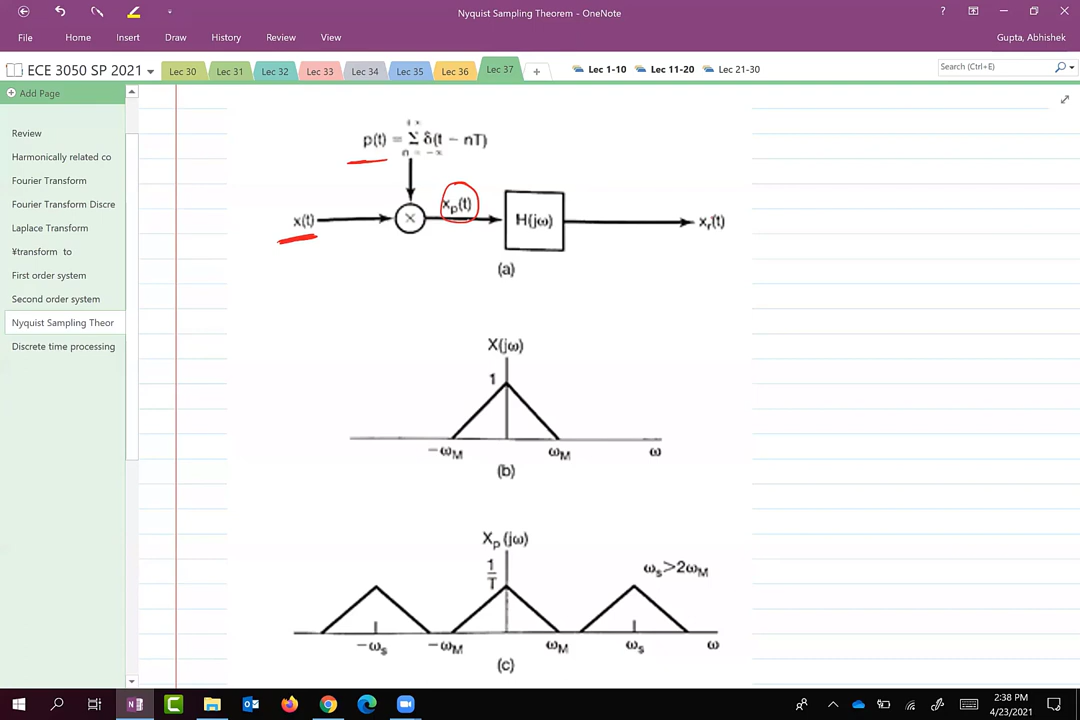 Nyquist Sampling Theorem - OneNote
Gupta, Abhishek
File Home Insert Draw History Review View
ECE 3050 SP 2021
Lec 30 Lec 31 Lec 32 Lec 33 Lec 34 Lec 35 Lec 36 Lec 37 + Lec 1-10 Lec 11-20 Lec 21-30
Search (Ctrl+E)
Add Page
Review
Harmonically related co
Fourier Transform
Fourier Transform Discre
Laplace Transform
¥transform to
First order system
Second order system
Nyquist Sampling Theor
Discrete time processing
p(t) = Σ δ(t − nT)
n = −∞
x(t) × xp(t) H(jω) xr(t)
(a)
X(jω)
1
−ωM ωM ω
(b)
Xp(jω)
1/T
ωs>2ωM
−ωs −ωM ωM ωs ω
(c)
2:38 PM
4/23/2021